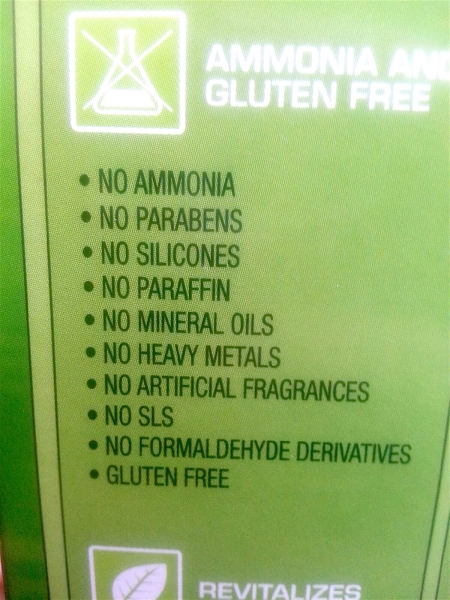 AMMONIA AND
GLUTEN FREE
• NO AMMONIA
• NO PARABENS
• NO SILICONES
• NO PARAFFIN
• NO MINERAL OILS
• NO HEAVY METALS
• NO ARTIFICIAL FRAGRANCES
• NO SLS
• NO FORMALDEHYDE DERIVATIVES
• GLUTEN FREE
REVITALIZES